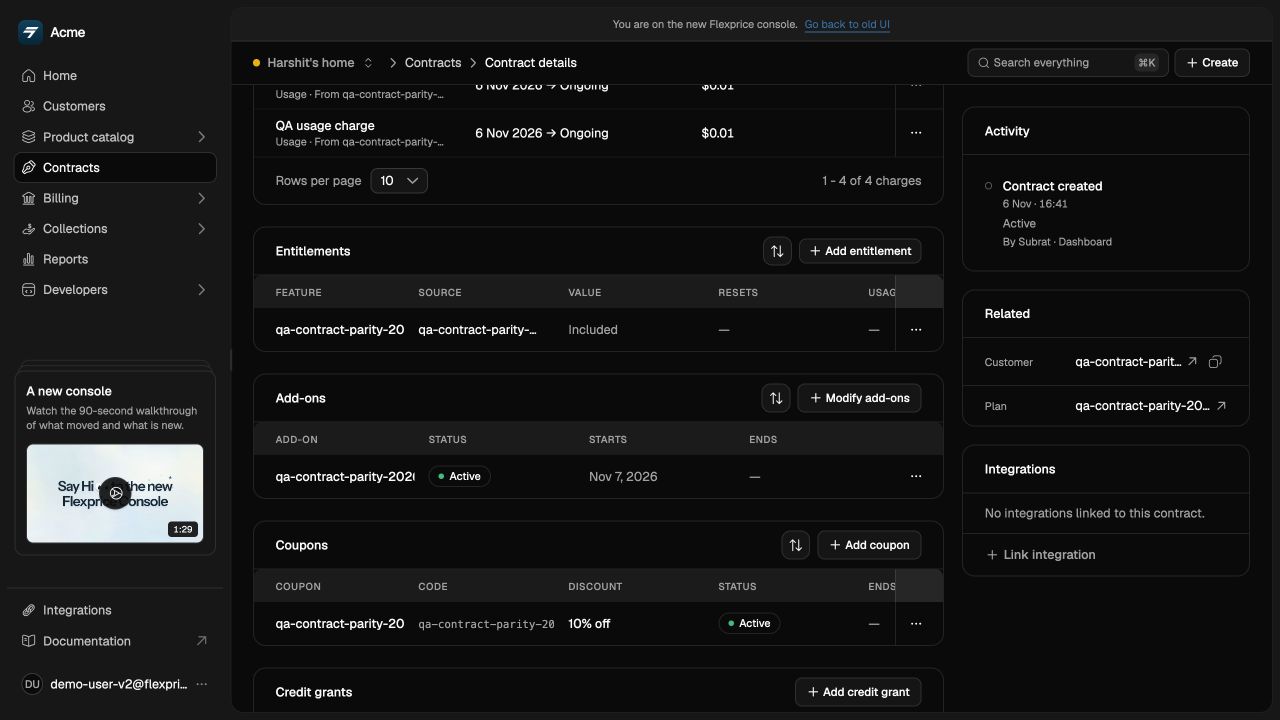 You are on the new Flexprice console. Go back to old UI
Acme
Home
Customers
Product catalog
Contracts
Billing
Collections
Reports
Developers
A new console
Watch the 90-second walkthrough
of what moved and what is new.
Say Hi the new
Flexpri onsole
1:29
Integrations
Documentation
DU demo-user-v2@flexpri... ...
Harshit's home > Contracts > Contract details
Search everything ⌘K
+ Create
Usage · From qa-contract-parity-... 6 Nov 2026 → Ongoing $0.01 ...
QA usage charge
Usage · From qa-contract-parity-... 6 Nov 2026 → Ongoing $0.01 ...
Rows per page 10 1 - 4 of 4 charges
Entitlements + Add entitlement
FEATURE SOURCE VALUE RESETS USAG
qa-contract-parity-20 qa-contract-parity-... Included — — ...
Add-ons + Modify add-ons
ADD-ON STATUS STARTS ENDS
qa-contract-parity-2026 Active Nov 7, 2026 — ...
Coupons + Add coupon
COUPON CODE DISCOUNT STATUS ENDS
qa-contract-parity-20 qa-contract-parity-20 10% off Active — ...
Credit grants + Add credit grant
Activity
Contract created
6 Nov · 16:41
Active
By Subrat · Dashboard
Related
Customer qa-contract-parit...
Plan qa-contract-parity-20...
Integrations
No integrations linked to this contract.
+ Link integration